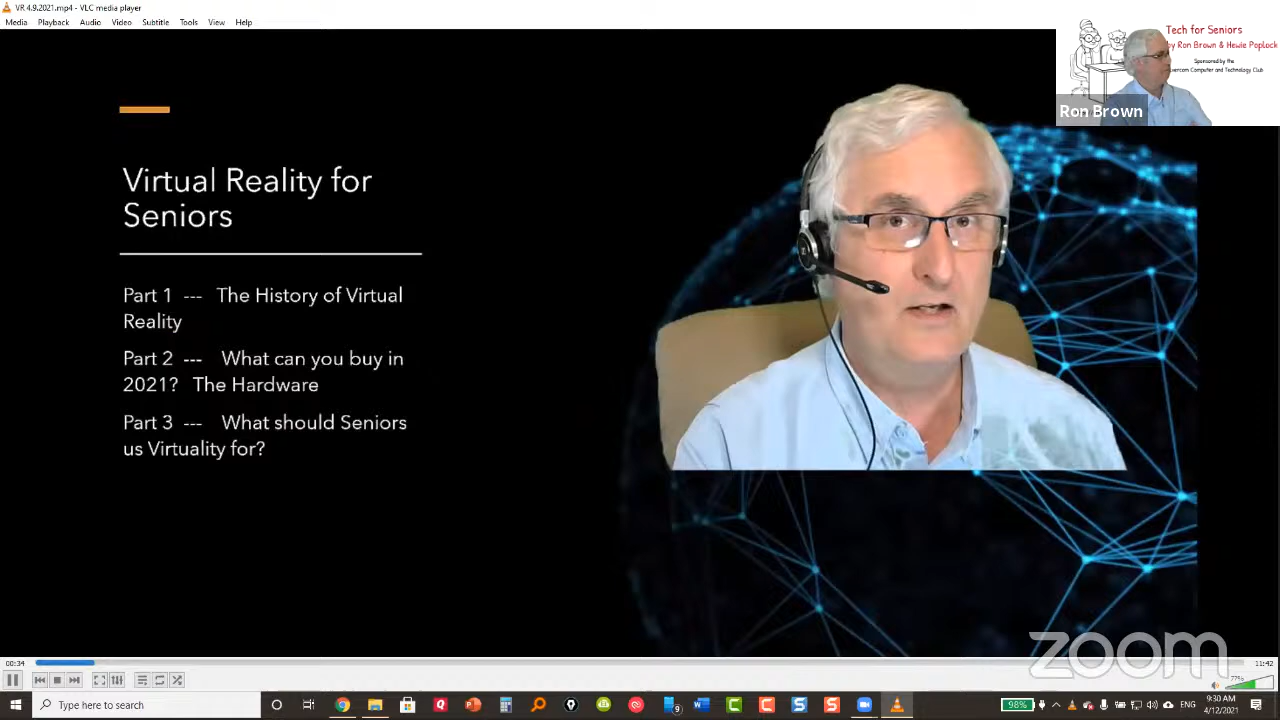 VR 4.9.2021.mp4 - VLC media player
Media Playback Audio Video Subtitle Tools View Help
Tech for Seniors
by Ron Brown & Hewie Poplock
Sponsored by the
Computer and Technology Club
Ron Brown
Virtual Reality for
Seniors
Part 1 --- The History of Virtual
Reality
Part 2 --- What can you buy in
2021? The Hardware
Part 3 --- What should Seniors
us Virtuality for?
zoom
00:34
11:42
77%
Type here to search
9
98%
ENG
9:30 AM
4/12/2021